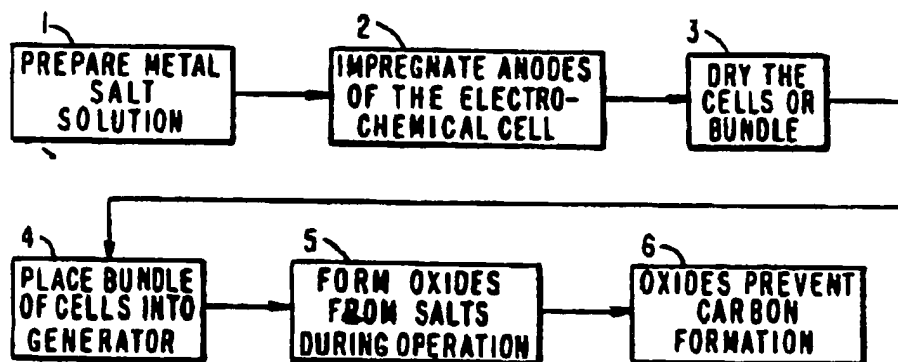 1
PREPARE METAL
SALT
SOLUTION
2
IMPREGNATE ANODES
OF THE ELECTRO-
CHEMICAL CELL
3
DRY THE
CELLS OR
BUNDLE
4
PLACE BUNDLE
OF CELLS INTO
GENERATOR
5
FORM OXIDES
FROM SALTS
DURING OPERATION
6
OXIDES PREVENT
CARBON
FORMATION